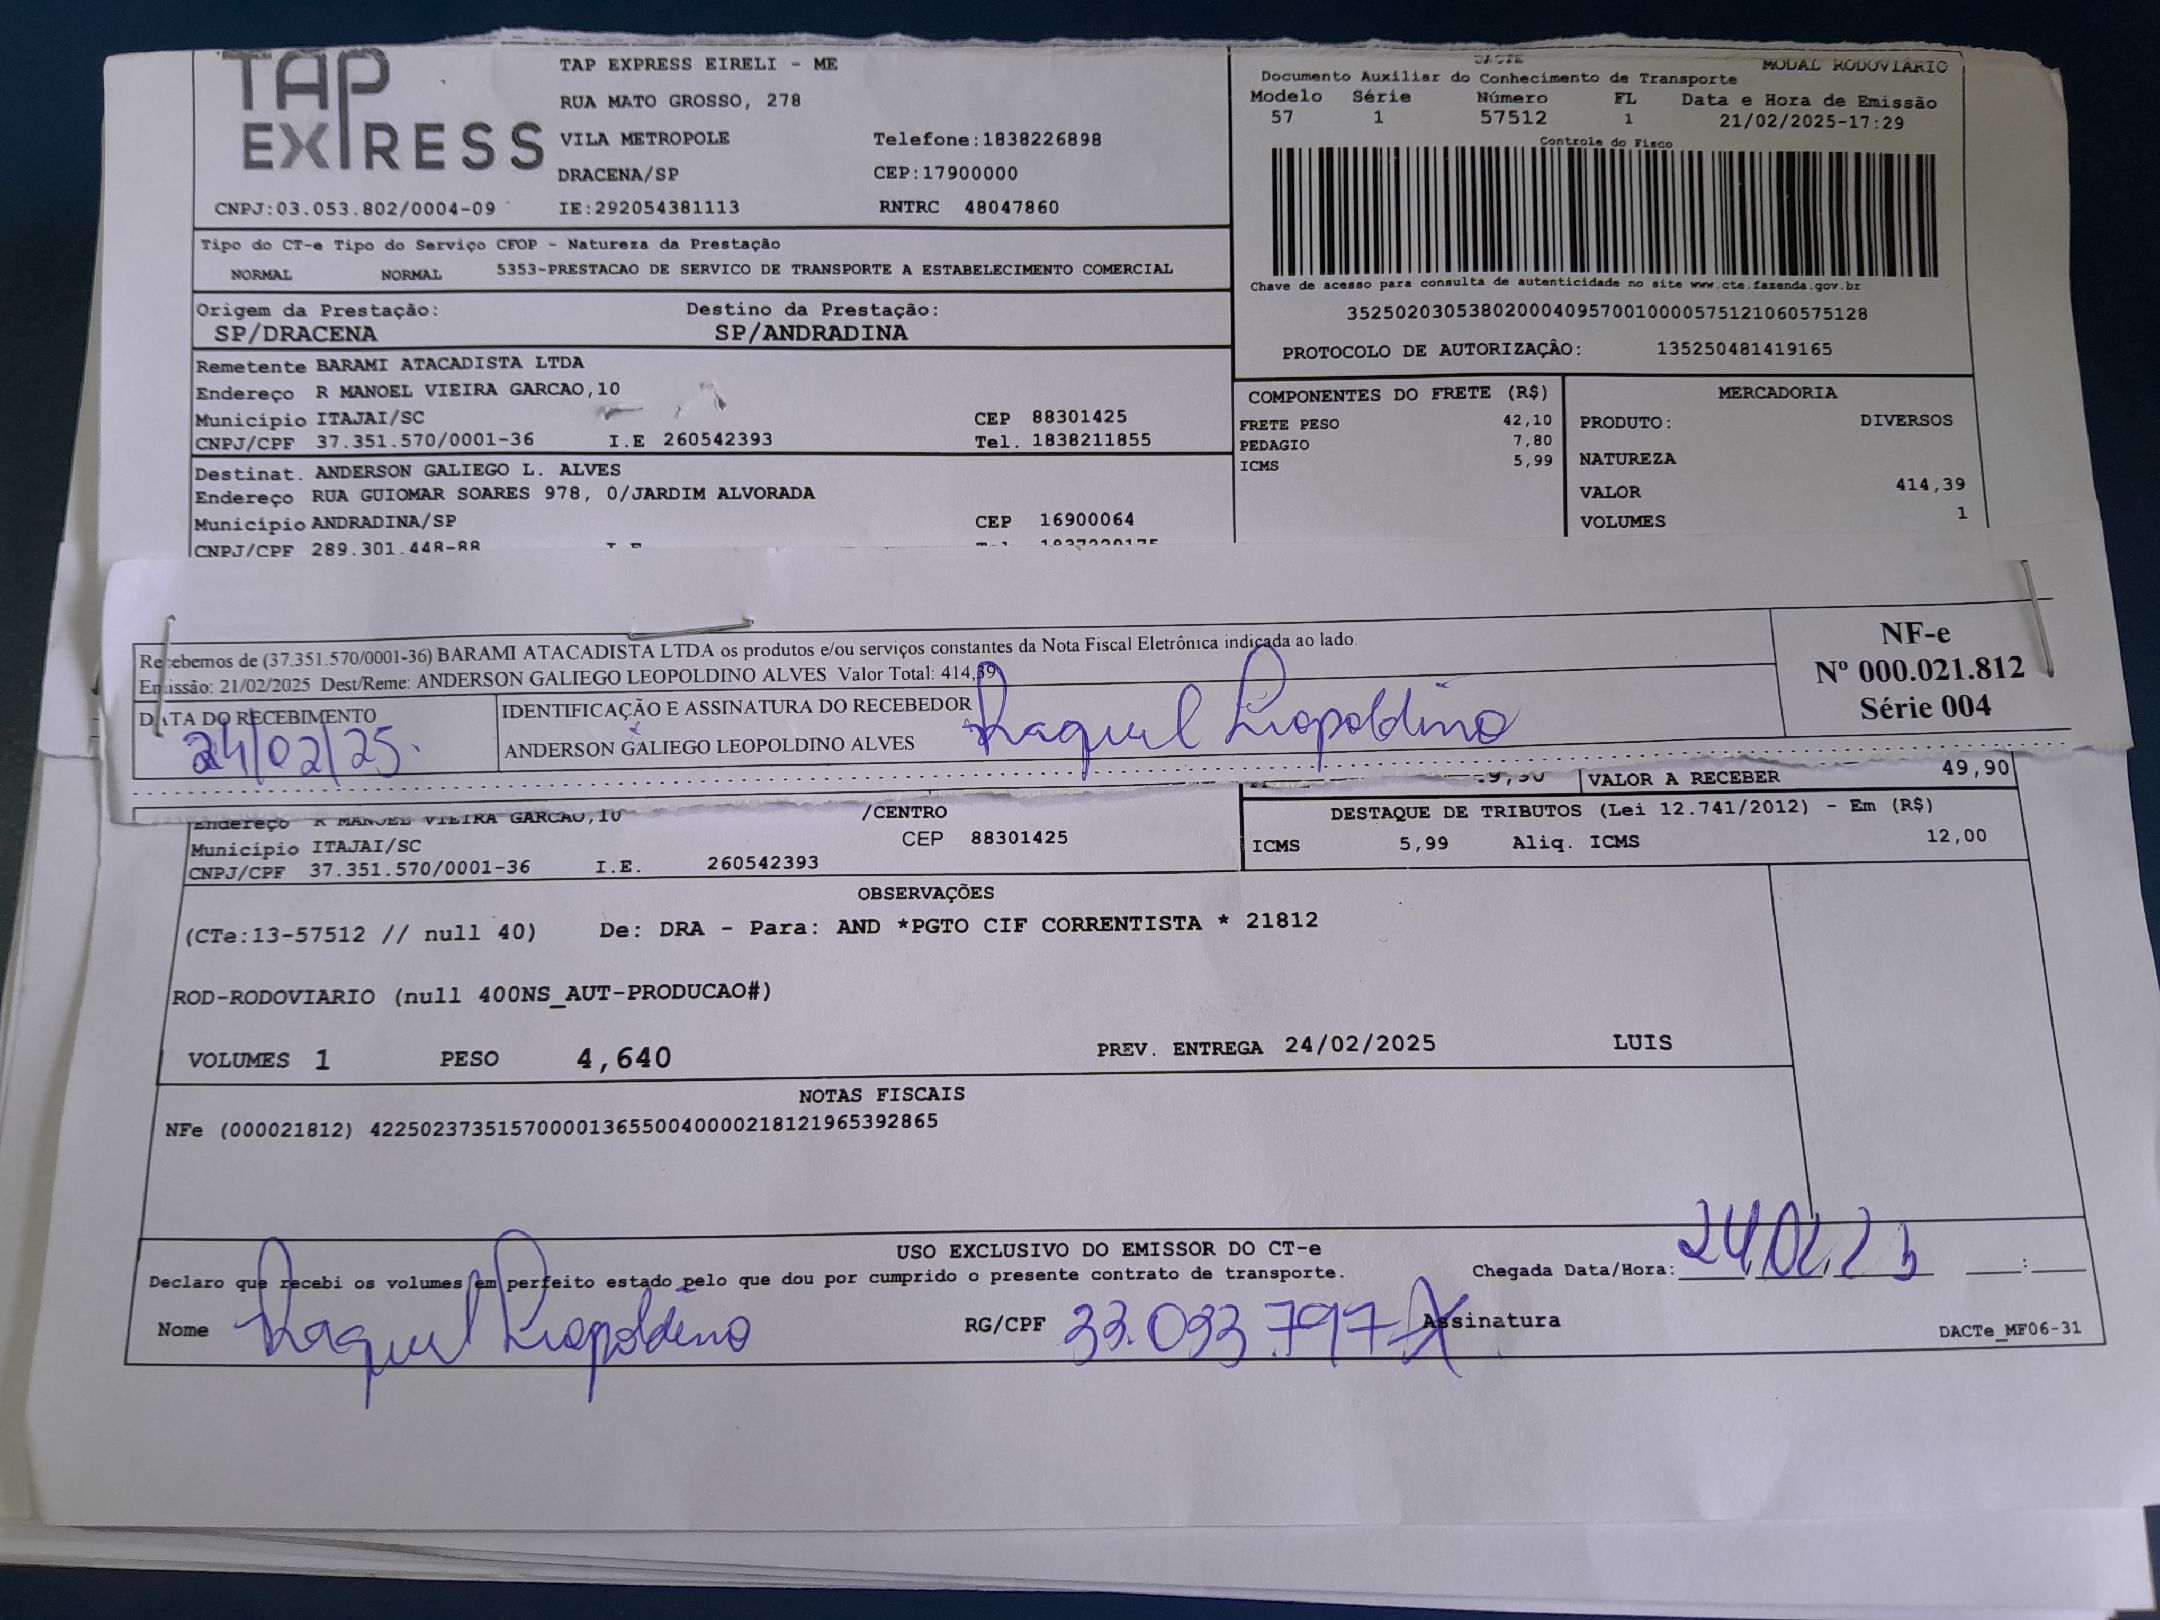 TAP EXPRESS
TAP EXPRESS EIRELI - ME
RUA MATO GROSSO, 278
VILA METROPOLE Telefone:1838226898
DRACENA/SP CEP:17900000
CNPJ:03.053.802/0004-09 IE:292054381113 RNTRC 48047860
DACTE MODAL RODOVIÁRIO
Documento Auxiliar do Conhecimento de Transporte
Modelo Série Número FL Data e Hora de Emissão
57 1 57512 1 21/02/2025-17:29
Controle do Fisco
Chave de acesso para consulta de autenticidade no site www.cte.fazenda.gov.br
35250203053802000409570010000575121060575128
PROTOCOLO DE AUTORIZAÇÂO: 135250481419165
Tipo do CT-e Tipo do Serviço CFOP - Natureza da Prestação
NORMAL NORMAL 5353-PRESTACAO DE SERVICO DE TRANSPORTE A ESTABELECIMENTO COMERCIAL
Origem da Prestação: Destino da Prestação:
SP/DRACENA SP/ANDRADINA
Remetente BARAMI ATACADISTA LTDA
Endereço R MANOEL VIEIRA GARCAO,10
Município ITAJAI/SC CEP 88301425
CNPJ/CPF 37.351.570/0001-36 I.E 260542393 Tel. 1838211855
Destinat. ANDERSON GALIEGO L. ALVES
Endereço RUA GUIOMAR SOARES 978, 0/JARDIM ALVORADA
Município ANDRADINA/SP CEP 16900064
CNPJ/CPF 289.301.448-88
COMPONENTES DO FRETE (R$)
FRETE PESO 42,10
PEDAGIO 7,80
ICMS 5,99
MERCADORIA
PRODUTO: DIVERSOS
NATUREZA
VALOR 414,39
VOLUMES 1
Recebemos de (37.351.570/0001-36) BARAMI ATACADISTA LTDA os produtos e/ou serviços constantes da Nota Fiscal Eletrônica indicada ao lado.
Emissão: 21/02/2025 Dest/Reme: ANDERSON GALIEGO LEOPOLDINO ALVES Valor Total: 414,39
DATA DO RECEBIMENTO
24/02/25.
IDENTIFICAÇÃO E ASSINATURA DO RECEBEDOR
ANDERSON GALIEGO LEOPOLDINO ALVES
Raquel Leopoldino
NF-e
Nº 000.021.812
Série 004
VALOR A RECEBER 49,90
Endereço R MANOEL VIEIRA GARCAO,10 /CENTRO
Município ITAJAI/SC CEP 88301425
CNPJ/CPF 37.351.570/0001-36 I.E. 260542393
DESTAQUE DE TRIBUTOS (Lei 12.741/2012) - Em (R$)
ICMS 5,99 Aliq. ICMS 12,00
OBSERVAÇÕES
(CTe:13-57512 // null 40) De: DRA - Para: AND *PGTO CIF CORRENTISTA * 21812
ROD-RODOVIARIO (null 400NS_AUT-PRODUCAO#)
VOLUMES 1 PESO 4,640 PREV. ENTREGA 24/02/2025 LUIS
NOTAS FISCAIS
NFe (000021812) 42250237351570000136550040000218121965392865
USO EXCLUSIVO DO EMISSOR DO CT-e
Declaro que recebi os volumes em perfeito estado pelo que dou por cumprido o presente contrato de transporte. Chegada Data/Hora: 24/02/25 :
Nome Raquel Leopoldino RG/CPF 33.093.797-X Assinatura
DACTe_MF06-31